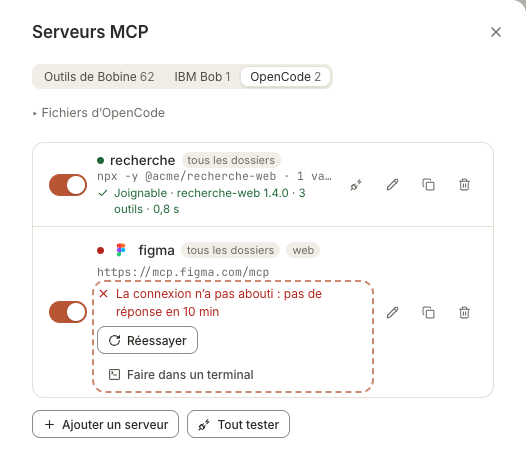 Serveurs MCP
Outils de Bobine 62 IBM Bob 1 OpenCode 2
Fichiers d’OpenCode
recherche tous les dossiers
npx -y @acme/recherche-web · 1 va…
Joignable · recherche-web 1.4.0 · 3
outils · 0,8 s
figma tous les dossiers web
https://mcp.figma.com/mcp
La connexion n’a pas abouti : pas de
réponse en 10 min
Réessayer
Faire dans un terminal
Ajouter un serveur Tout tester